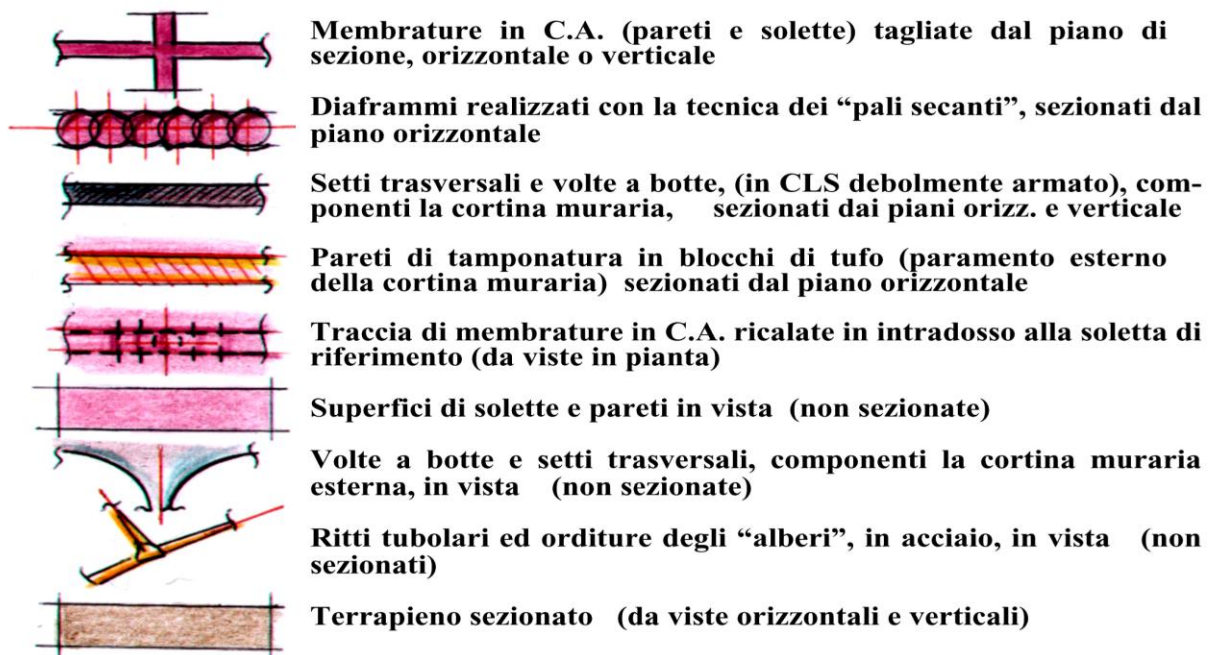 Membrature in C.A. (pareti e solette) tagliate dal piano di
sezione, orizzontale o verticale
Diaframmi realizzati con la tecnica dei “pali secanti”, sezionati dal
piano orizzontale
Setti trasversali e volte a botte, (in CLS debolmente armato), com-
ponenti la cortina muraria, sezionati dai piani orizz. e verticale
Pareti di tamponatura in blocchi di tufo (paramento esterno
della cortina muraria) sezionati dal piano orizzontale
Traccia di membrature in C.A. ricalate in intradosso alla soletta di
riferimento (da viste in pianta)
Superfici di solette e pareti in vista (non sezionate)
Volte a botte e setti trasversali, componenti la cortina muraria
esterna, in vista (non sezionate)
Ritti tubolari ed orditure degli “alberi”, in acciaio, in vista (non
sezionati)
Terrapieno sezionato (da viste orizzontali e verticali)